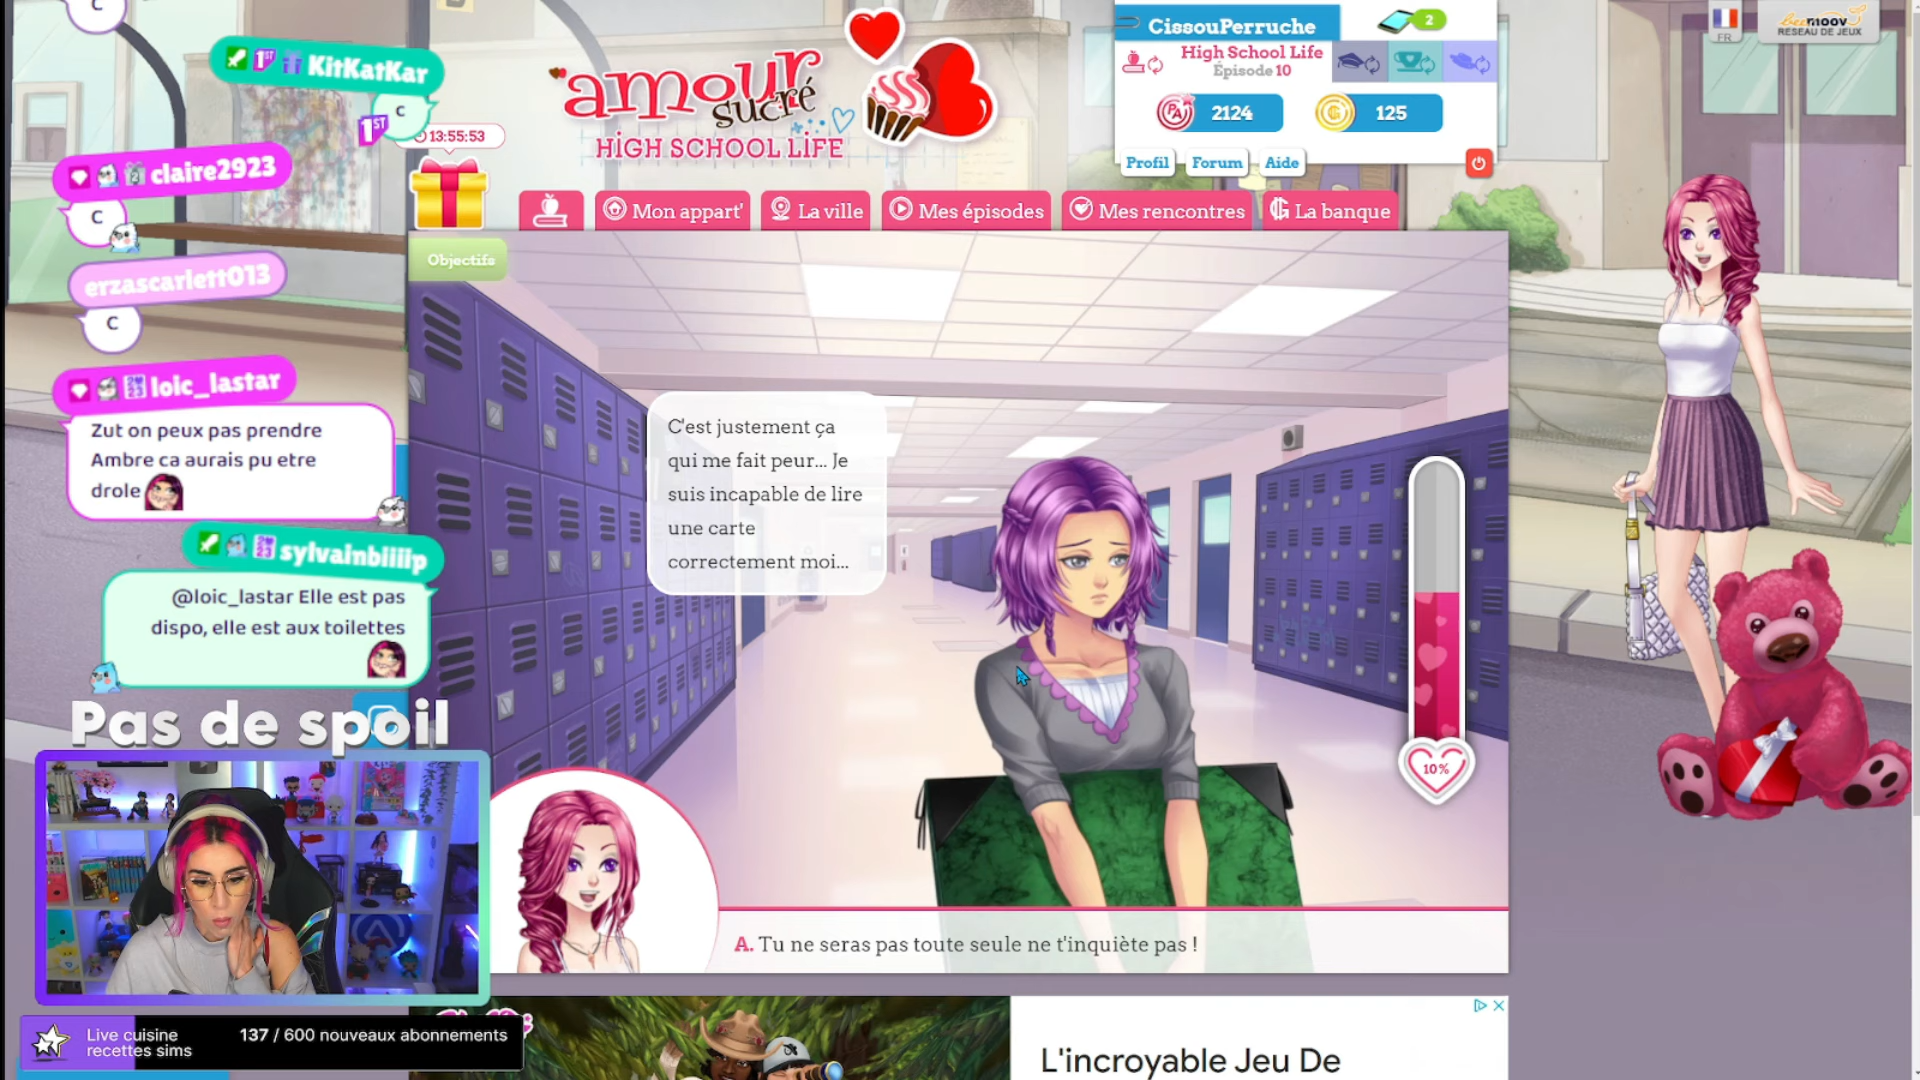 C
KitKatKar
C
1ST
1ST
claire2923
C
erzascarlett013
C
loic_lastar
Zut on peux pas prendre
Ambre ca aurais pu etre
drole
sylvainbiiiip
@loic_lastar Elle est pas
dispo, elle est aux toilettes
Pas de spoil
Live cuisine
recettes sims
137 / 600 nouveaux abonnements
13:55:53
amour
sucré
HiGH SCHOOL LiFE
CissouPerruche
2
High School Life
Épisode 10
PA
2124
125
Profil
Forum
Aide
FR
Beemoov
RESEAU DE JEUX
Mon appart'
La ville
Mes épisodes
Mes rencontres
La banque
Objectifs
C'est justement ça
qui me fait peur... Je
suis incapable de lire
une carte
correctement moi...
10%
A. Tu ne seras pas toute seule ne t'inquiète pas !
L'incroyable Jeu De